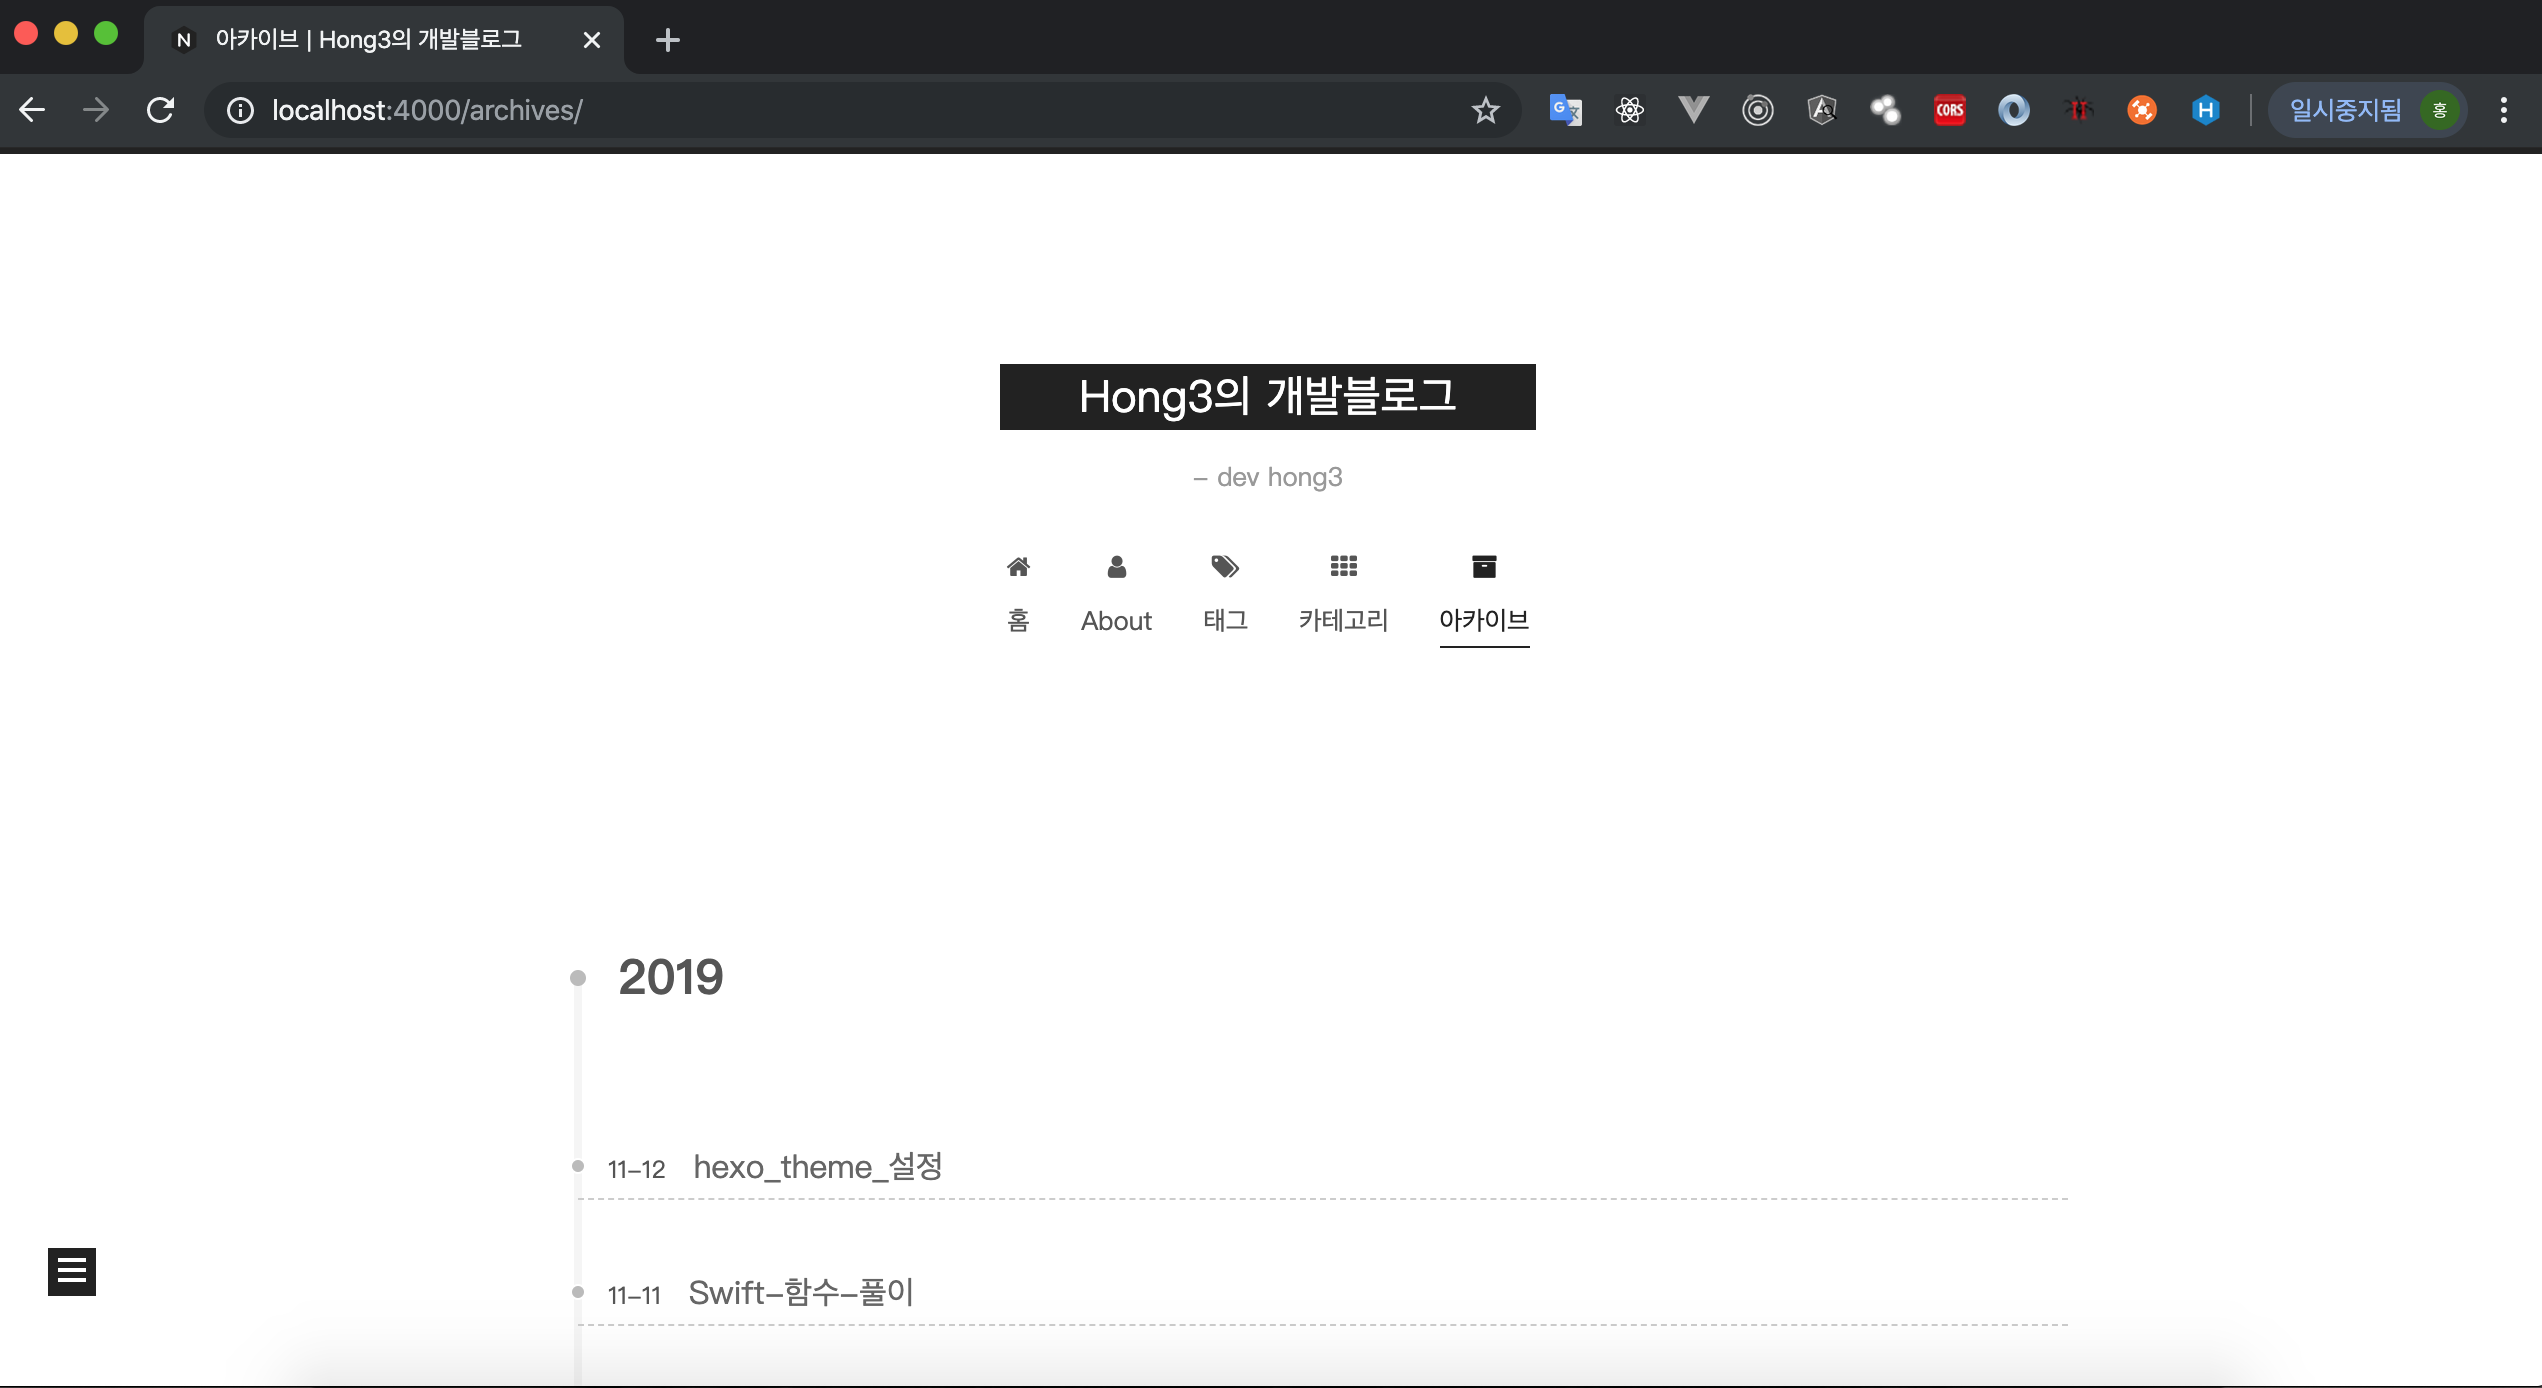 아카이브 | Hong3의 개발블로그
localhost:4000/archives/
CORS
일시중지됨 홍
Hong3의 개발블로그
- dev hong3
홈 About 태그 카테고리 아카이브
2019
11-12 hexo_theme_설정
11-11 Swift-함수-풀이